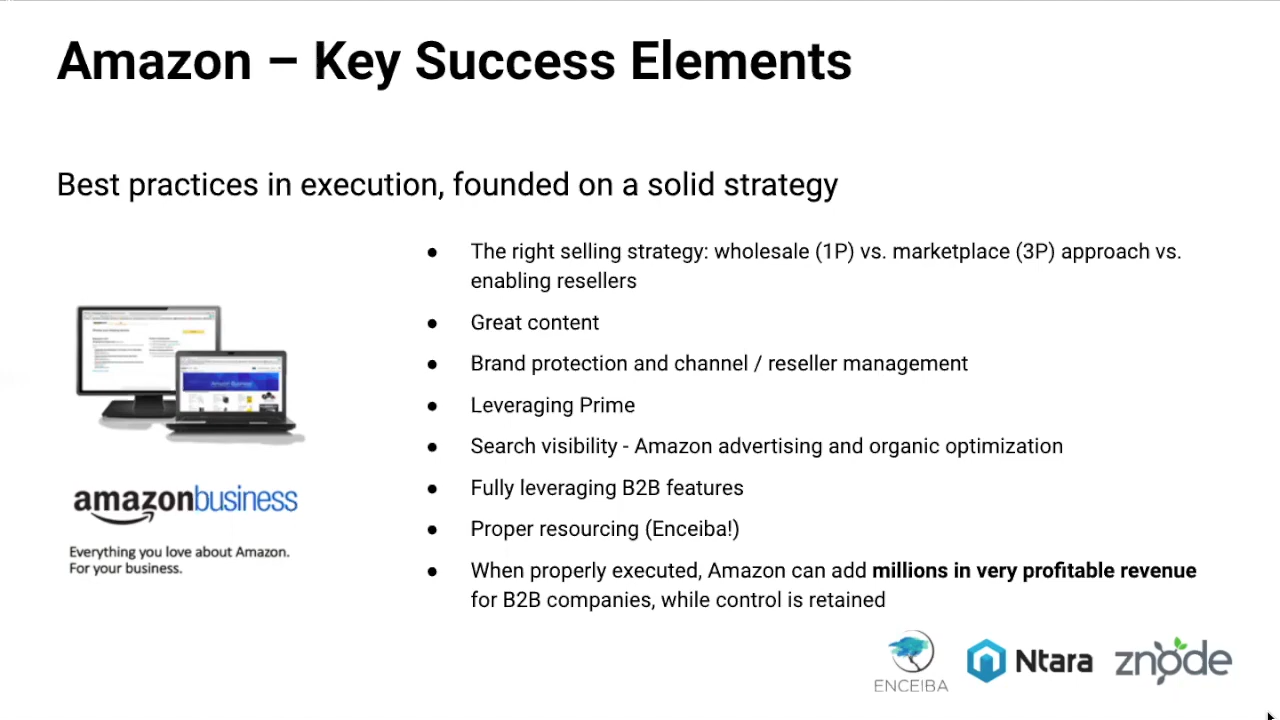 Amazon – Key Success Elements
Best practices in execution, founded on a solid strategy
● The right selling strategy: wholesale (1P) vs. marketplace (3P) approach vs.
enabling resellers
● Great content
● Brand protection and channel / reseller management
● Leveraging Prime
● Search visibility - Amazon advertising and organic optimization
● Fully leveraging B2B features
● Proper resourcing (Enceiba!)
● When properly executed, Amazon can add millions in very profitable revenue
for B2B companies, while control is retained
amazonbusiness
Everything you love about Amazon.
For your business.
ENCEIBA
Ntara
znode